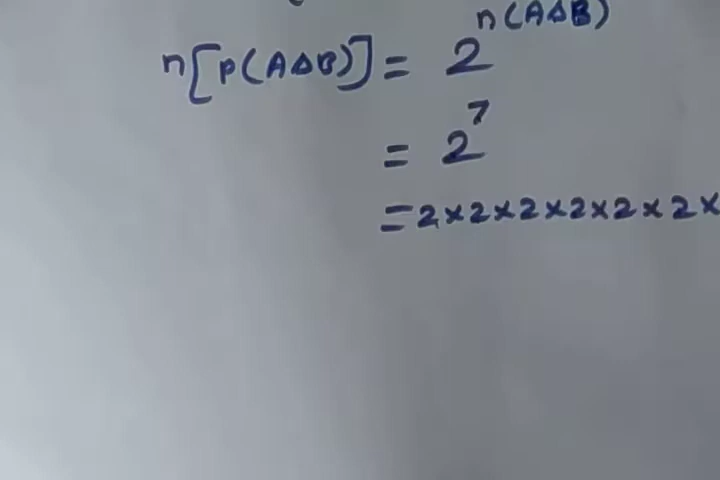 n[P(A∆B)] = 2^n(A∆B)
= 2^7
= 2×2×2×2×2×2×